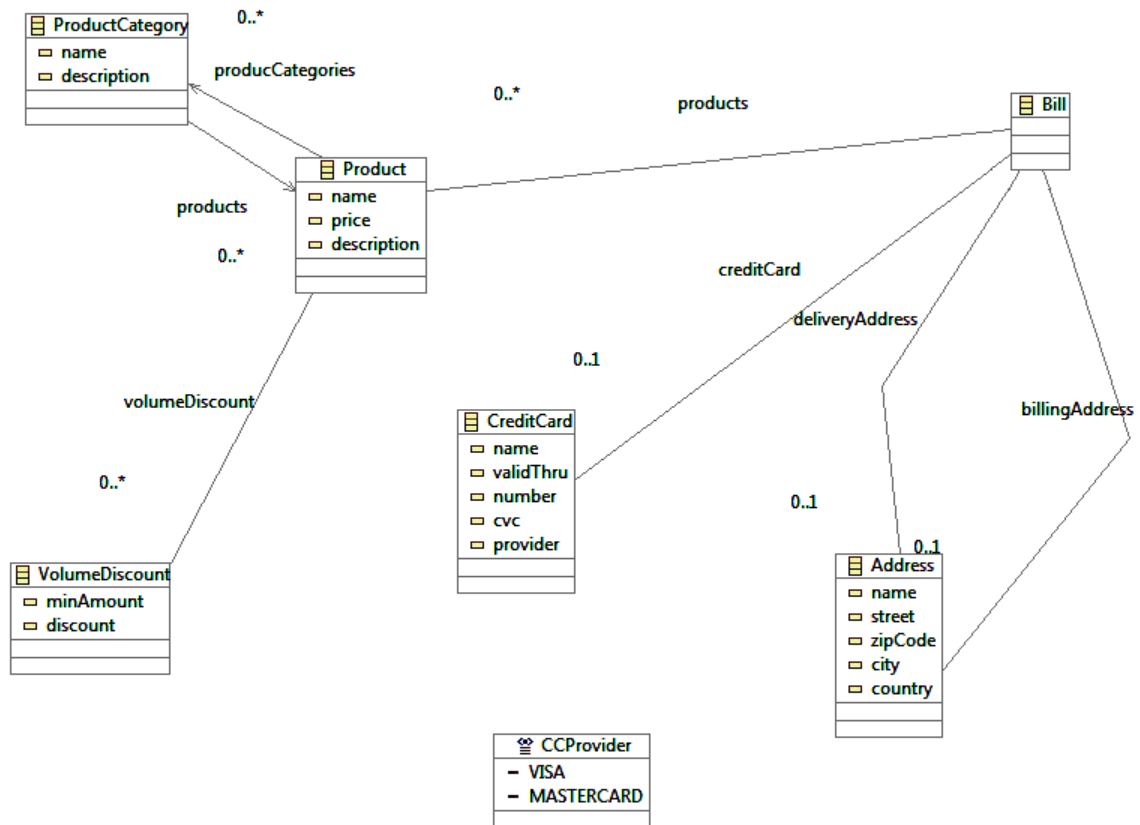 0..*
ProductCategory
name
description
producCategories
0..*
products
Bill
Product
name
price
description
products
0..*
creditCard
deliveryAddress
0..1
volumeDiscount
billingAddress
CreditCard
name
validThru
number
cvc
provider
0..*
0..1
0..1
VolumeDiscount
minAmount
discount
Address
name
street
zipCode
city
country
CCProvider
VISA
MASTERCARD